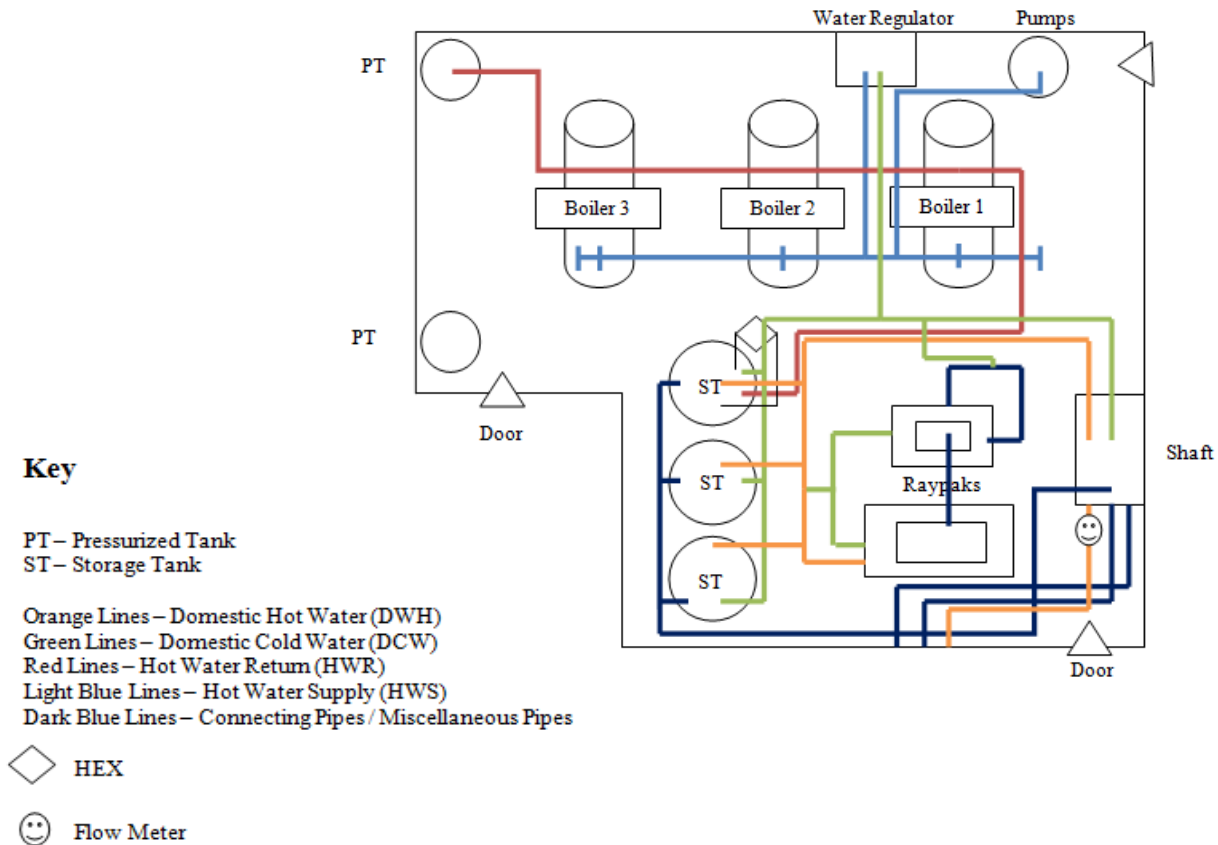 Water Regulator
Pumps
PT
Boiler 3
Boiler 2
Boiler 1
PT
ST
Door
Shaft
ST
Raypaks
ST
Door
Key
PT – Pressurized Tank
ST – Storage Tank
Orange Lines – Domestic Hot Water (DWH)
Green Lines – Domestic Cold Water (DCW)
Red Lines – Hot Water Return (HWR)
Light Blue Lines – Hot Water Supply (HWS)
Dark Blue Lines – Connecting Pipes / Miscellaneous Pipes
HEX
Flow Meter